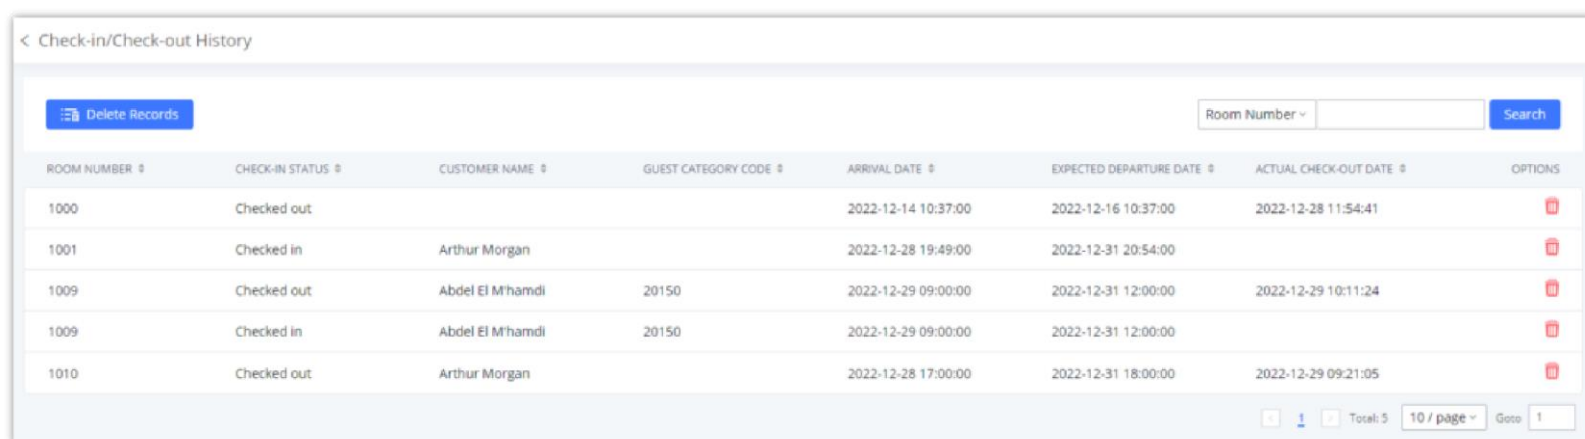 < Check-in/Check-out History
Delete Records Room Number Search
ROOM NUMBER CHECK-IN STATUS CUSTOMER NAME GUEST CATEGORY CODE ARRIVAL DATE EXPECTED DEPARTURE DATE ACTUAL CHECK-OUT DATE OPTIONS
1000 Checked out 2022-12-14 10:37:00 2022-12-16 10:37:00 2022-12-28 11:54:41
1001 Checked in Arthur Morgan 2022-12-28 19:49:00 2022-12-31 20:54:00
1009 Checked out Abdel El M'hamdi 20150 2022-12-29 09:00:00 2022-12-31 12:00:00 2022-12-29 10:11:24
1009 Checked in Abdel El M'hamdi 20150 2022-12-29 09:00:00 2022-12-31 12:00:00
1010 Checked out Arthur Morgan 2022-12-28 17:00:00 2022-12-31 18:00:00 2022-12-29 09:21:05
< 1 > Total: 5 10 / page Goto 1